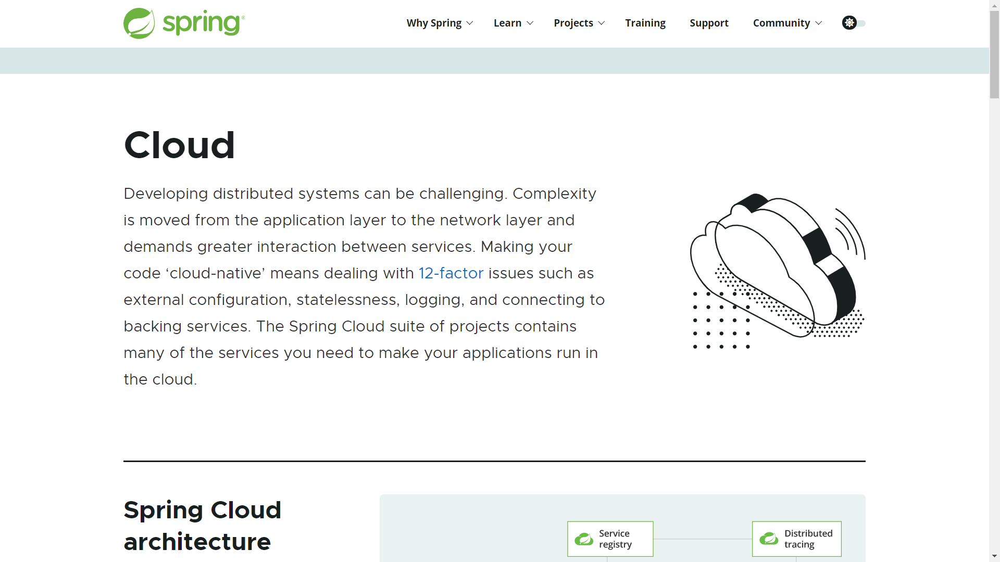 spring
Why Spring
Learn
Projects
Training
Support
Community
Cloud
Developing distributed systems can be challenging. Complexity
is moved from the application layer to the network layer and
demands greater interaction between services. Making your
code ‘cloud-native’ means dealing with 12-factor issues such as
external configuration, statelessness, logging, and connecting to
backing services. The Spring Cloud suite of projects contains
many of the services you need to make your applications run in
the cloud.
Spring Cloud
architecture
Service
registry
Distributed
tracing